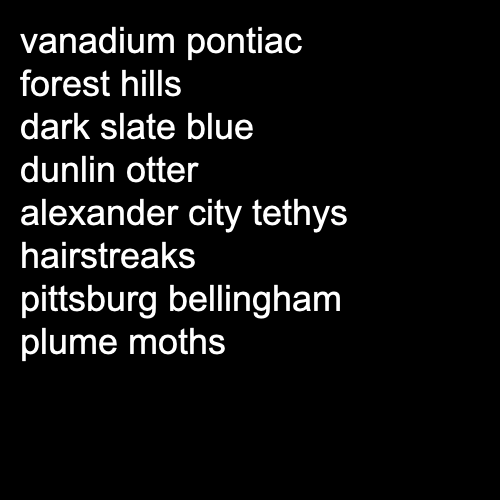 vanadium pontiac
forest hills
dark slate blue
dunlin otter
alexander city tethys
hairstreaks
pittsburg bellingham
plume moths